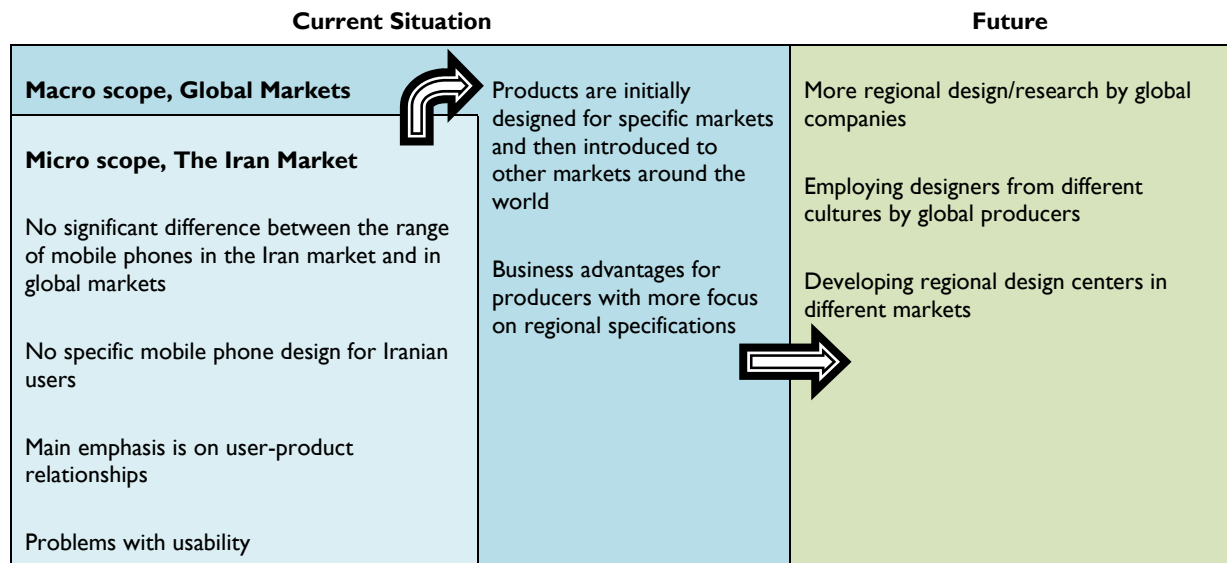 Current Situation
Future
Macro scope, Global Markets
Micro scope, The Iran Market
No significant difference between the range
of mobile phones in the Iran market and in
global markets
No specific mobile phone design for Iranian
users
Main emphasis is on user-product
relationships
Problems with usability
Products are initially
designed for specific markets
and then introduced to
other markets around the
world
Business advantages for
producers with more focus
on regional specifications
More regional design/research by global
companies
Employing designers from different
cultures by global producers
Developing regional design centers in
different markets